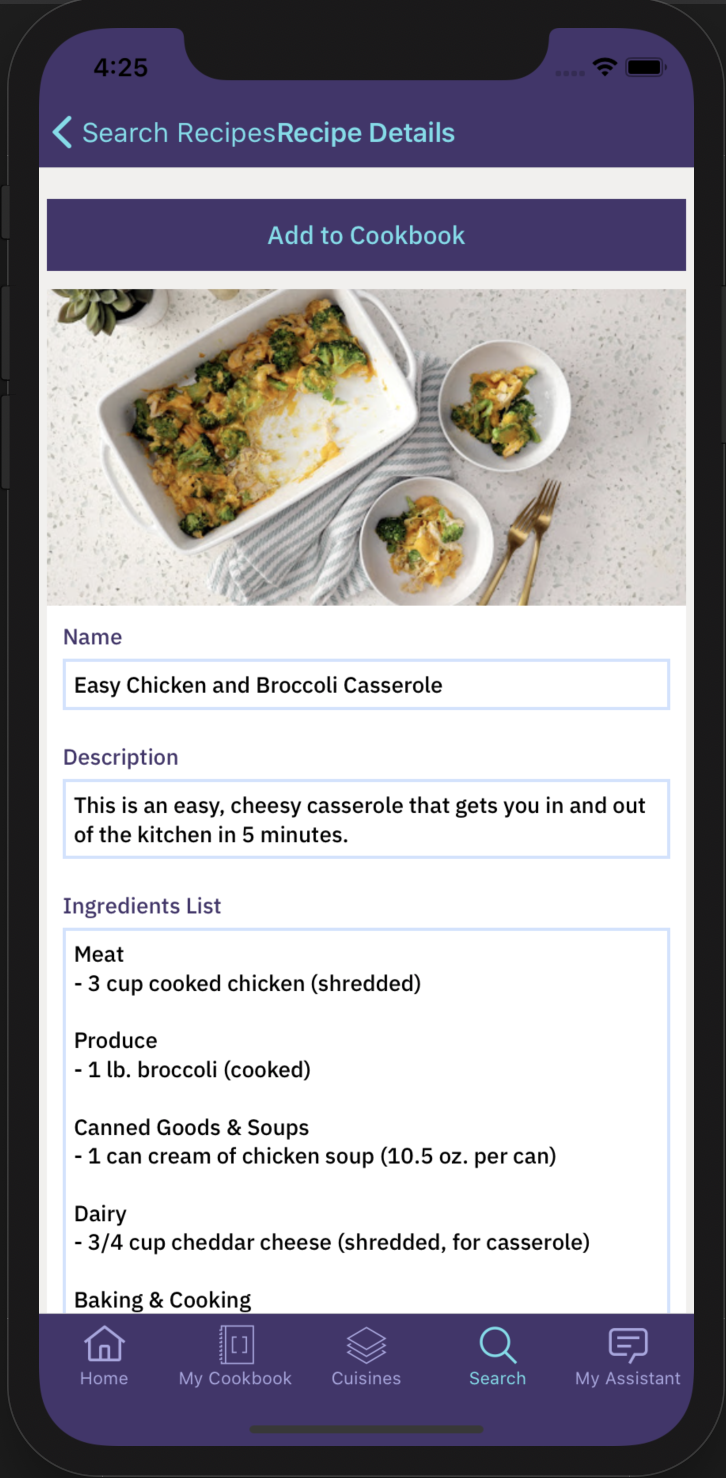 4:25
Search Recipes Recipe Details
Add to Cookbook
Name
Easy Chicken and Broccoli Casserole
Description
This is an easy, cheesy casserole that gets you in and out
of the kitchen in 5 minutes.
Ingredients List
Meat
- 3 cup cooked chicken (shredded)
Produce
- 1 lb. broccoli (cooked)
Canned Goods & Soups
- 1 can cream of chicken soup (10.5 oz. per can)
Dairy
- 3/4 cup cheddar cheese (shredded, for casserole)
Baking & Cooking
Home My Cookbook Cuisines Search My Assistant